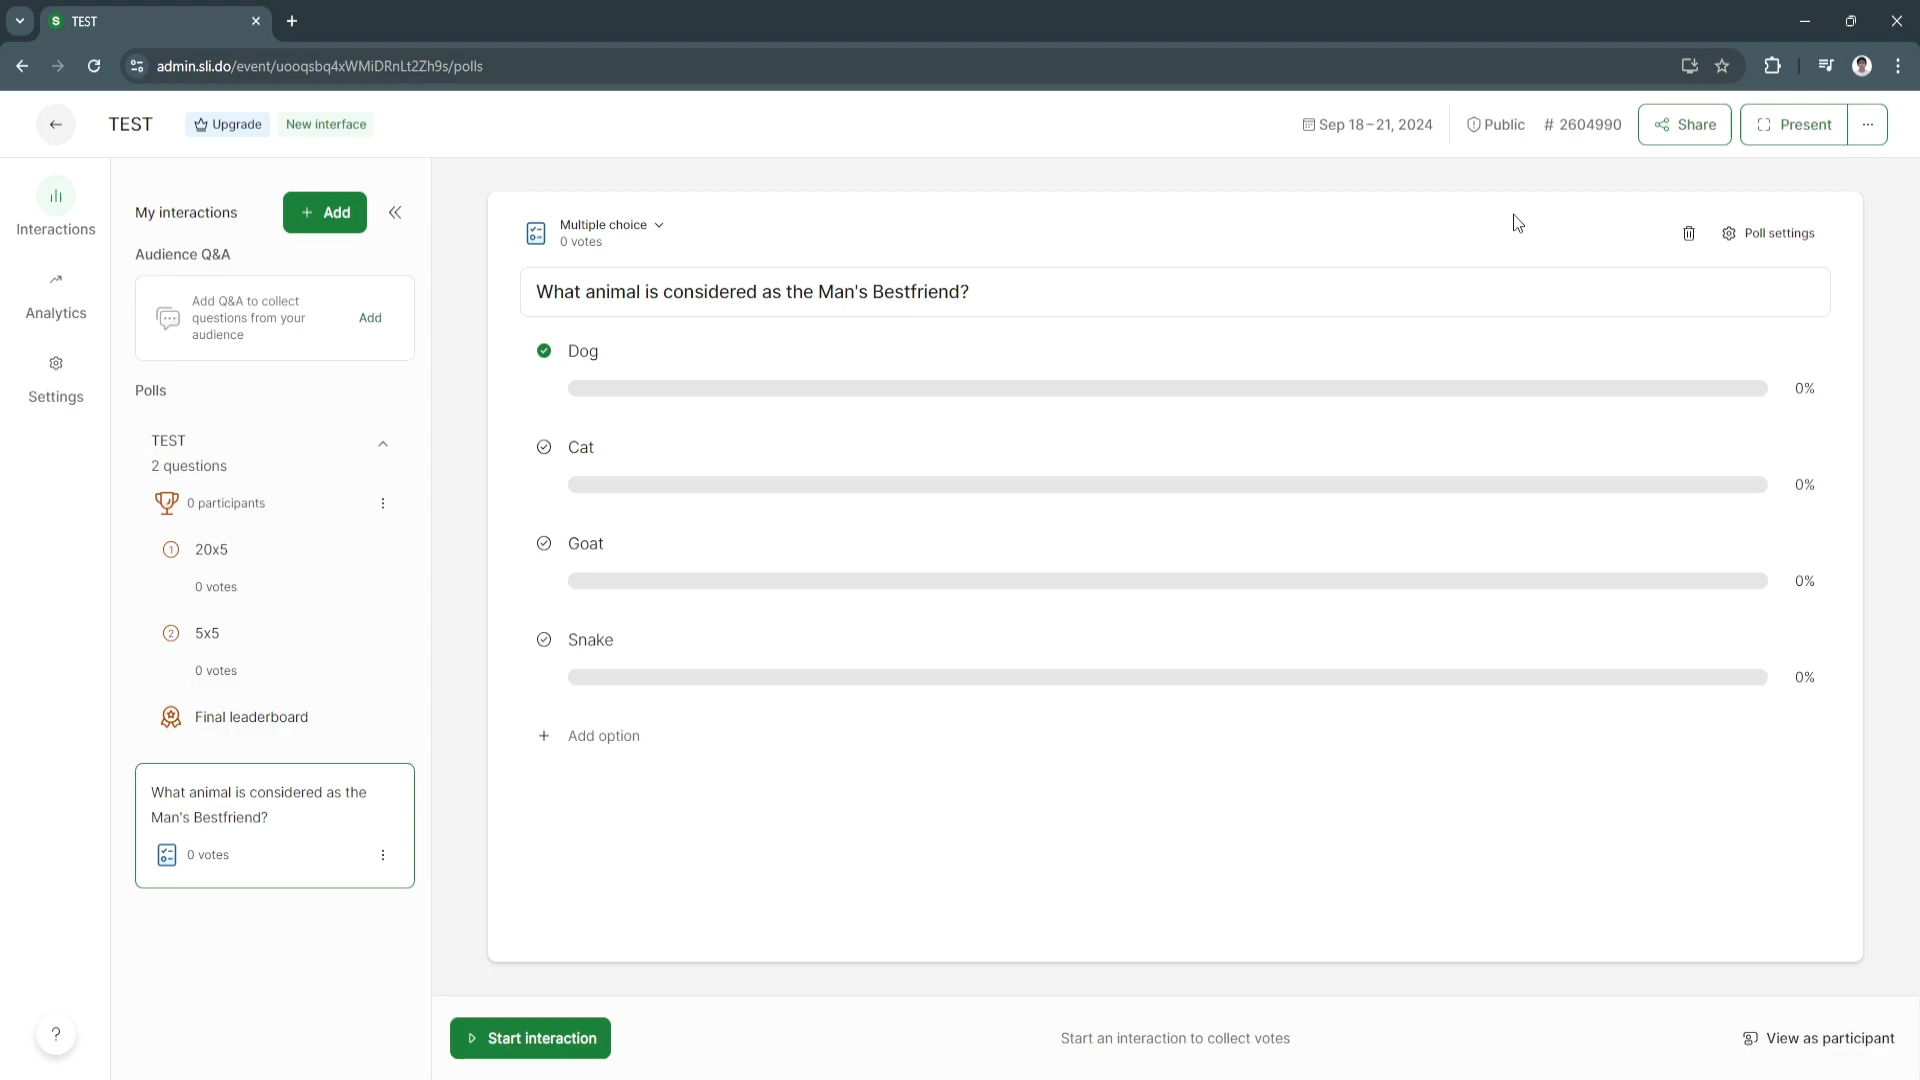 TEST
admin.sli.do/event/uooqsbq4xWMiDRnLt2Zh9s/polls
TEST
Upgrade
New interface
Sep 18 – 21, 2024
Public
# 2604990
Share
Present
Interactions
Analytics
Settings
My interactions
+ Add
Audience Q&A
Add Q&A to collect
questions from your
audience
Add
Polls
TEST
2 questions
0 participants
1 20x5
0 votes
2 5x5
0 votes
Final leaderboard
What animal is considered as the
Man's Bestfriend?
0 votes
Multiple choice
0 votes
Poll settings
What animal is considered as the Man's Bestfriend?
Dog
0%
Cat
0%
Goat
0%
Snake
0%
+ Add option
?
Start interaction
Start an interaction to collect votes
View as participant